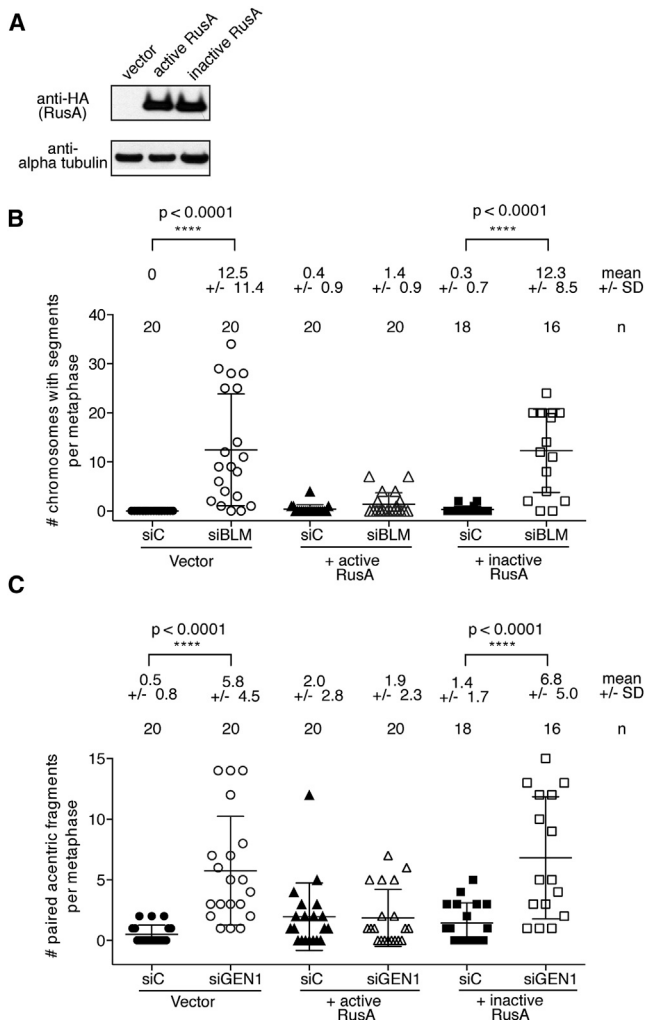 A
vector
active RusA
inactive RusA
anti-HA
(RusA)
anti-
alpha tubulin
B
p < 0.0001
****
p < 0.0001
****
0 12.5 0.4 1.4 0.3 12.3 mean
+/- 11.4 +/- 0.9 +/- 0.9 +/- 0.7 +/- 8.5 +/- SD
20 20 20 20 18 16 n
# chromosomes with segments
per metaphase
40
30
20
10
0
siC siBLM siC siBLM siC siBLM
Vector + active + inactive
RusA RusA
C
p < 0.0001
****
p < 0.0001
****
0.5 5.8 2.0 1.9 1.4 6.8 mean
+/- 0.8 +/- 4.5 +/- 2.8 +/- 2.3 +/- 1.7 +/- 5.0 +/- SD
20 20 20 20 18 16 n
# paired acentric fragments
per metaphase
15
10
5
0
siC siGEN1 siC siGEN1 siC siGEN1
Vector + active + inactive
RusA RusA